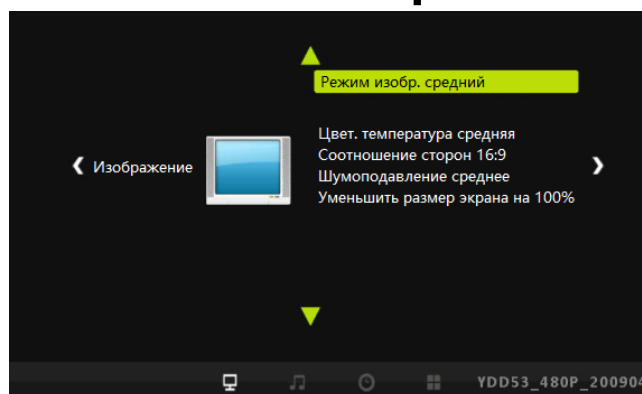 Режим изобр. средний
Цвет. температура средняя
Соотношение сторон 16:9
Изображение
Шумоподавление среднее
Уменьшить размер экрана на 100%
YDD53_480P_200904